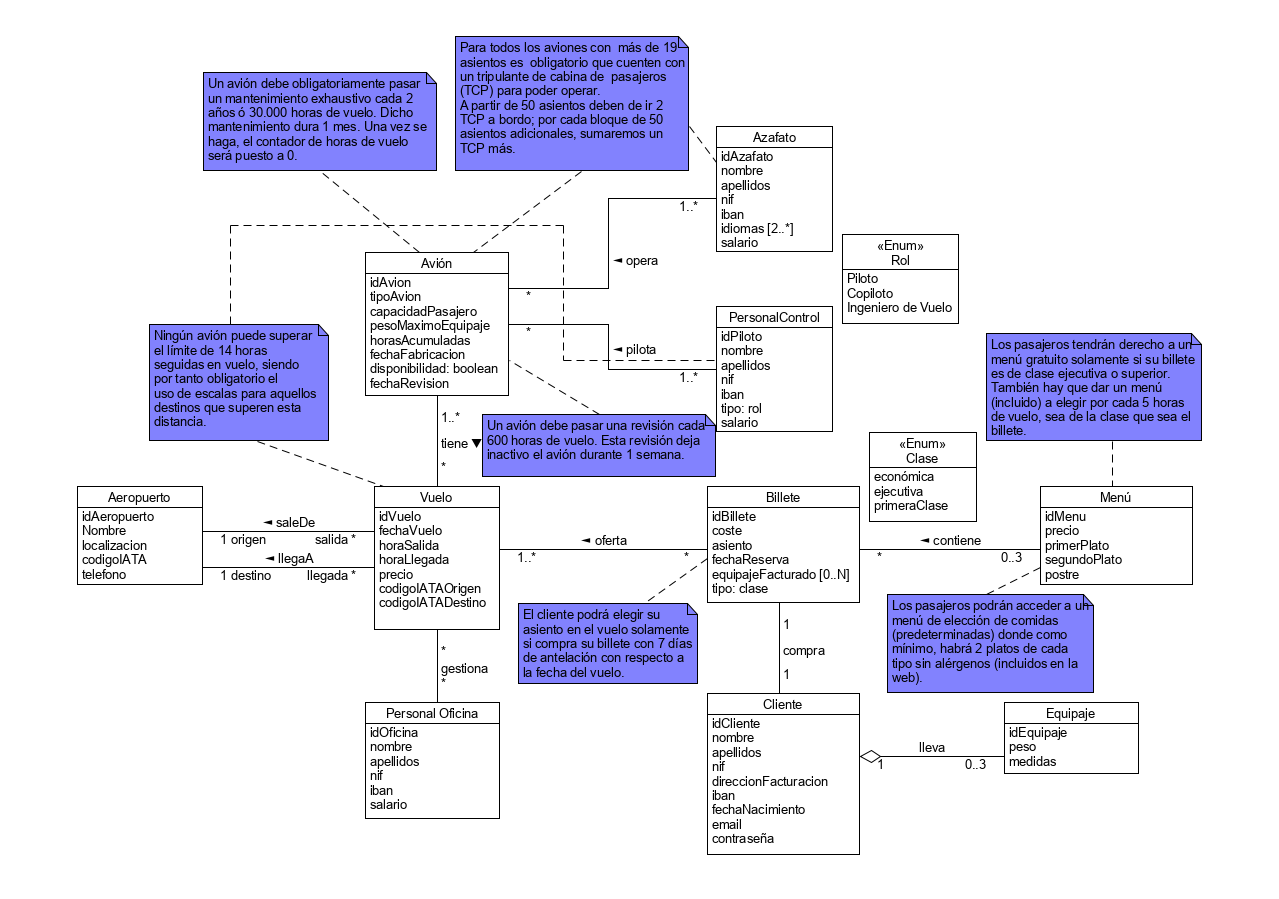 Para todos los aviones con  más de 19
asientos es  obligatorio que cuenten con
un tripulante de cabina de  pasajeros
(TCP) para poder operar.
A partir de 50 asientos deben de ir 2
TCP a bordo; por cada bloque de 50
asientos adicionales, sumaremos un
TCP más.
Un avión debe obligatoriamente pasar
un mantenimiento exhaustivo cada 2
años ó 30.000 horas de vuelo. Dicho
mantenimiento dura 1 mes. Una vez se
haga, el contador de horas de vuelo
será puesto a 0.
Azafato
idAzafato
nombre
apellidos
nif
iban
idiomas [2..*]
salario
1..*
◄ opera
*
«Enum»
Rol
Piloto
Copiloto
Ingeniero de Vuelo
Avión
idAvion
tipoAvion
capacidadPasajero
pesoMaximoEquipaje
horasAcumuladas
fechaFabricacion
disponibilidad: boolean
fechaRevision
*
◄ pilota
1..*
PersonalControl
idPiloto
nombre
apellidos
nif
iban
tipo: rol
salario
Ningún avión puede superar
el límite de 14 horas
seguidas en vuelo, siendo
por tanto obligatorio el
uso de escalas para aquellos
destinos que superen esta
distancia.
Los pasajeros tendrán derecho a un
menú gratuito solamente si su billete
es de clase ejecutiva o superior.
También hay que dar un menú
(incluido) a elegir por cada 5 horas
de vuelo, sea de la clase que sea el
billete.
1..*
tiene ▼
*
Un avión debe pasar una revisión cada
600 horas de vuelo. Esta revisión deja
inactivo el avión durante 1 semana.
«Enum»
Clase
económica
ejecutiva
primeraClase
Aeropuerto
idAeropuerto
Nombre
localizacion
codigoIATA
telefono
◄ saleDe
1 origen
salida *
◄ llegaA
1 destino
llegada *
Vuelo
idVuelo
fechaVuelo
horaSalida
horaLlegada
precio
codigoIATAOrigen
codigoIATADestino
◄ oferta
1..*
*
Billete
idBillete
coste
asiento
fechaReserva
equipajeFacturado [0..N]
tipo: clase
◄ contiene
*
0..3
Menú
idMenu
precio
primerPlato
segundoPlato
postre
El cliente podrá elegir su
asiento en el vuelo solamente
si compra su billete con 7 días
de antelación con respecto a
la fecha del vuelo.
Los pasajeros podrán acceder a un
menú de elección de comidas
(predeterminadas) donde como
mínimo, habrá 2 platos de cada
tipo sin alérgenos (incluidos en la
web).
*
gestiona
*
1
compra
1
Personal Oficina
idOficina
nombre
apellidos
nif
iban
salario
Cliente
idCliente
nombre
apellidos
nif
direccionFacturacion
iban
fechaNacimiento
email
contraseña
lleva
1
0..3
Equipaje
idEquipaje
peso
medidas